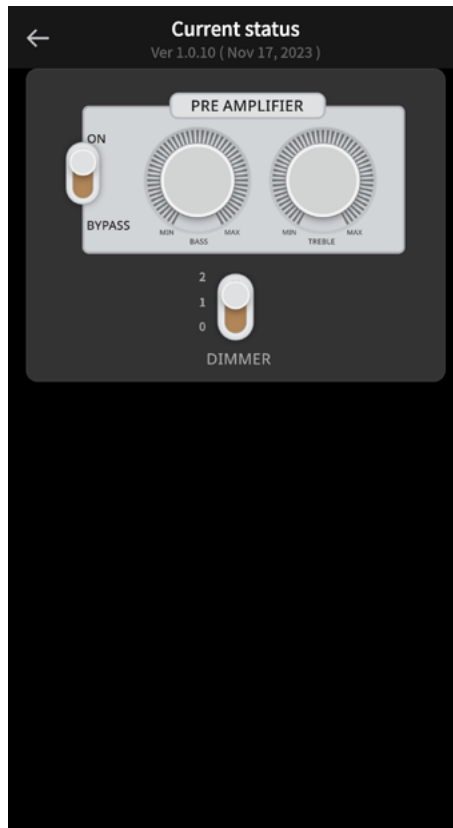 Current status
Ver 1.0.10 ( Nov 17, 2023 )
PRE AMPLIFIER
ON
BYPASS
MIN MAX
BASS
MIN MAX
TREBLE
2
1
0
DIMMER